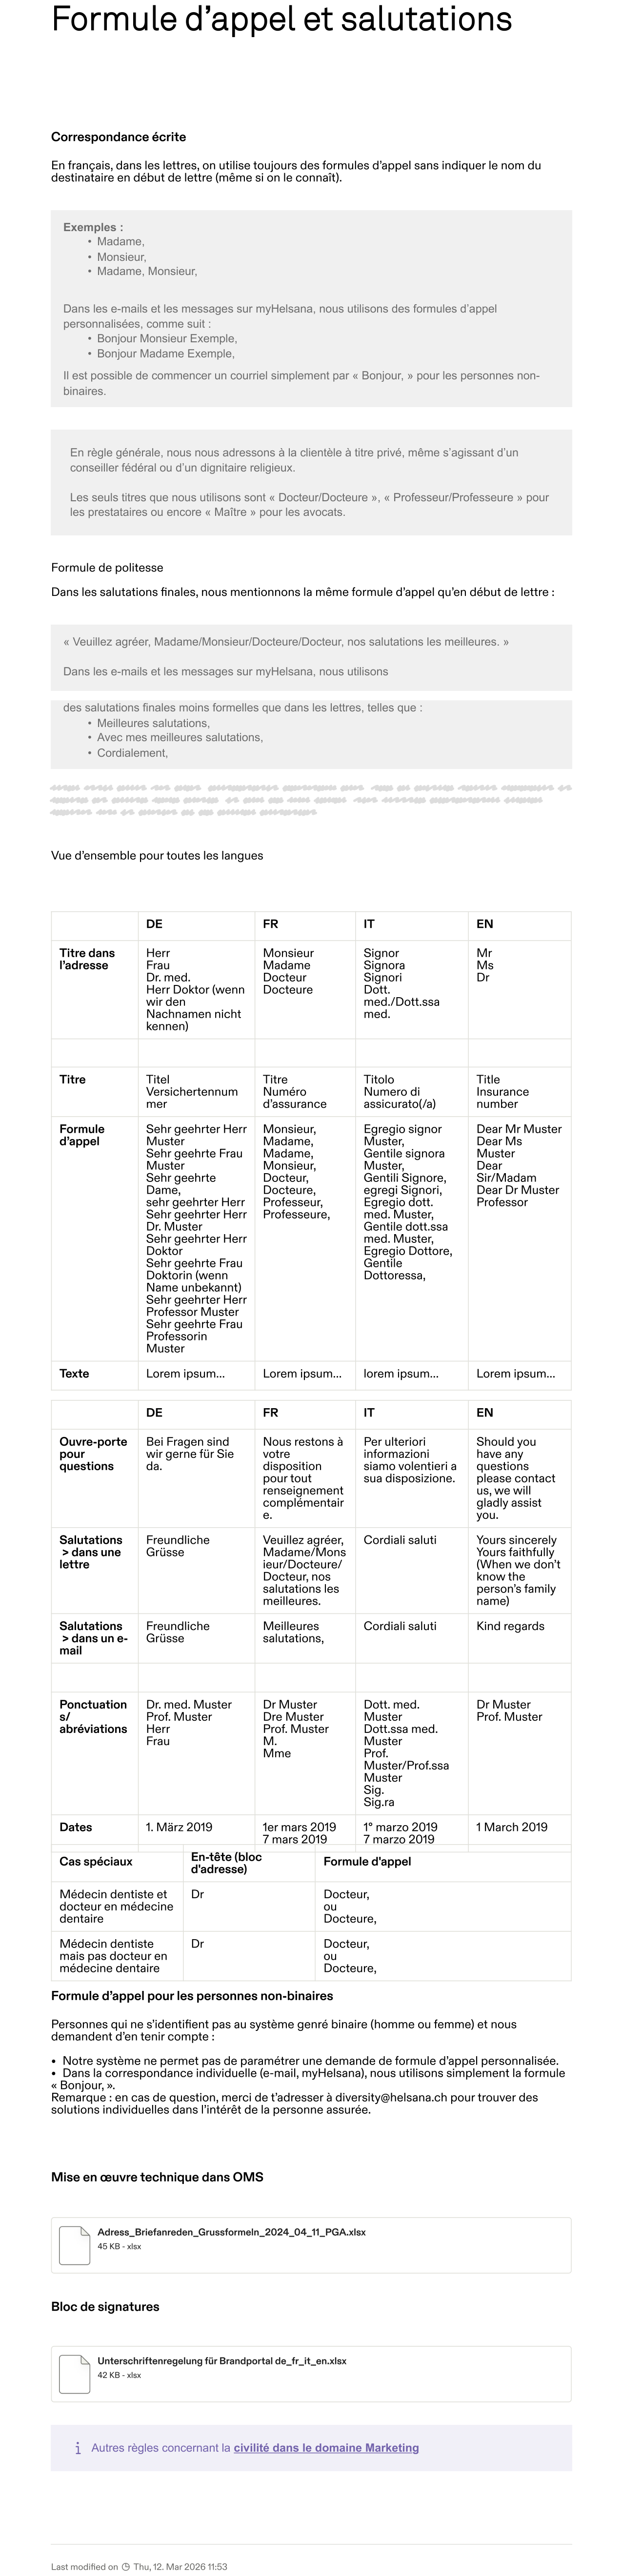 Formule d’appel et salutations
Correspondance écrite
En français, dans les lettres, on utilise toujours des formules d’appel sans indiquer le nom du
destinataire en début de lettre (même si on le connaît).
Exemples :
• Madame,
• Monsieur,
• Madame, Monsieur,
Dans les e-mails et les messages sur myHelsana, nous utilisons des formules d’appel
personnalisées, comme suit :
• Bonjour Monsieur Exemple,
• Bonjour Madame Exemple,
Il est possible de commencer un courriel simplement par « Bonjour, » pour les personnes non-
binaires.
En règle générale, nous nous adressons à la clientèle à titre privé, même s’agissant d’un
conseiller fédéral ou d’un dignitaire religieux.
Les seuls titres que nous utilisons sont « Docteur/Docteure », « Professeur/Professeure » pour
les prestataires ou encore « Maître » pour les avocats.
Formule de politesse
Dans les salutations finales, nous mentionnons la même formule d’appel qu’en début de lettre :
« Veuillez agréer, Madame/Monsieur/Docteure/Docteur, nos salutations les meilleures. »
Dans les e-mails et les messages sur myHelsana, nous utilisons
des salutations finales moins formelles que dans les lettres, telles que :
• Meilleures salutations,
• Avec mes meilleures salutations,
• Cordialement,
Vue d’ensemble pour toutes les langues
DE
FR
IT
EN
Titre dans
l’adresse
Herr
Frau
Dr. med.
Herr Doktor (wenn
wir den
Nachnamen nicht
kennen)
Monsieur
Madame
Docteur
Docteure
Signor
Signora
Signori
Dott.
med./Dott.ssa
med.
Mr
Ms
Dr
Titre
Titel
Versichertennum
mer
Titre
Numéro
d’assurance
Titolo
Numero di
assicurato(/a)
Title
Insurance
number
Formule
d’appel
Sehr geehrter Herr
Muster
Sehr geehrte Frau
Muster
Sehr geehrte
Dame,
sehr geehrter Herr
Sehr geehrter Herr
Dr. Muster
Sehr geehrter Herr
Doktor
Sehr geehrte Frau
Doktorin (wenn
Name unbekannt)
Sehr geehrter Herr
Professor Muster
Sehr geehrte Frau
Professorin
Muster
Monsieur,
Madame,
Madame,
Monsieur,
Docteur,
Docteure,
Professeur,
Professeure,
Egregio signor
Muster,
Gentile signora
Muster,
Gentili Signore,
egregi Signori,
Egregio dott.
med. Muster,
Gentile dott.ssa
med. Muster,
Egregio Dottore,
Gentile
Dottoressa,
Dear Mr Muster
Dear Ms
Muster
Dear
Sir/Madam
Dear Dr Muster
Professor
Texte
Lorem ipsum...
Lorem ipsum...
lorem ipsum...
Lorem ipsum...
DE
FR
IT
EN
Ouvre-porte
pour
questions
Bei Fragen sind
wir gerne für Sie
da.
Nous restons à
votre
disposition
pour tout
renseignement
complémentair
e.
Per ulteriori
informazioni
siamo volentieri a
sua disposizione.
Should you
have any
questions
please contact
us, we will
gladly assist
you.
Salutations
> dans une
lettre
Freundliche
Grüsse
Veuillez agréer,
Madame/Mons
ieur/Docteure/
Docteur, nos
salutations les
meilleures.
Cordiali saluti
Yours sincerely
Yours faithfully
(When we don’t
know the
person’s family
name)
Salutations
> dans un e-
mail
Freundliche
Grüsse
Meilleures
salutations,
Cordiali saluti
Kind regards
Ponctuation
s/
abréviations
Dr. med. Muster
Prof. Muster
Herr
Frau
Dr Muster
Dre Muster
Prof. Muster
M.
Mme
Dott. med.
Muster
Dott.ssa med.
Muster
Prof.
Muster/Prof.ssa
Muster
Sig.
Sig.ra
Dr Muster
Prof. Muster
Dates
1. März 2019
1er mars 2019
7 mars 2019
1° marzo 2019
7 marzo 2019
1 March 2019
Cas spéciaux
En-tête (bloc
d'adresse)
Formule d'appel
Médecin dentiste et
docteur en médecine
dentaire
Dr
Docteur,
ou
Docteure,
Médecin dentiste
mais pas docteur en
médecine dentaire
Dr
Docteur,
ou
Docteure,
Formule d’appel pour les personnes non-binaires
Personnes qui ne s’identifient pas au système genré binaire (homme ou femme) et nous
demandent d’en tenir compte :
• Notre système ne permet pas de paramétrer une demande de formule d’appel personnalisée.
• Dans la correspondance individuelle (e-mail, myHelsana), nous utilisons simplement la formule
« Bonjour, ».
Remarque : en cas de question, merci de t’adresser à diversity@helsana.ch pour trouver des
solutions individuelles dans l’intérêt de la personne assurée.
Mise en œuvre technique dans OMS
Adress_Briefanreden_Grussformeln_2024_04_11_PGA.xlsx
45 KB - xlsx
Bloc de signatures
Unterschriftenregelung für Brandportal de_fr_it_en.xlsx
42 KB - xlsx
Autres règles concernant la civilité dans le domaine Marketing
Last modified on Thu, 12. Mar 2026 11:53